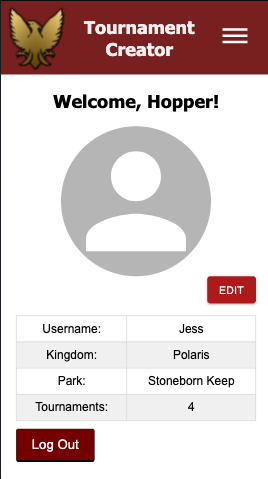 Tournament
Creator
Welcome, Hopper!
EDIT
Username: Jess
Kingdom: Polaris
Park: Stoneborn Keep
Tournaments: 4
Log Out